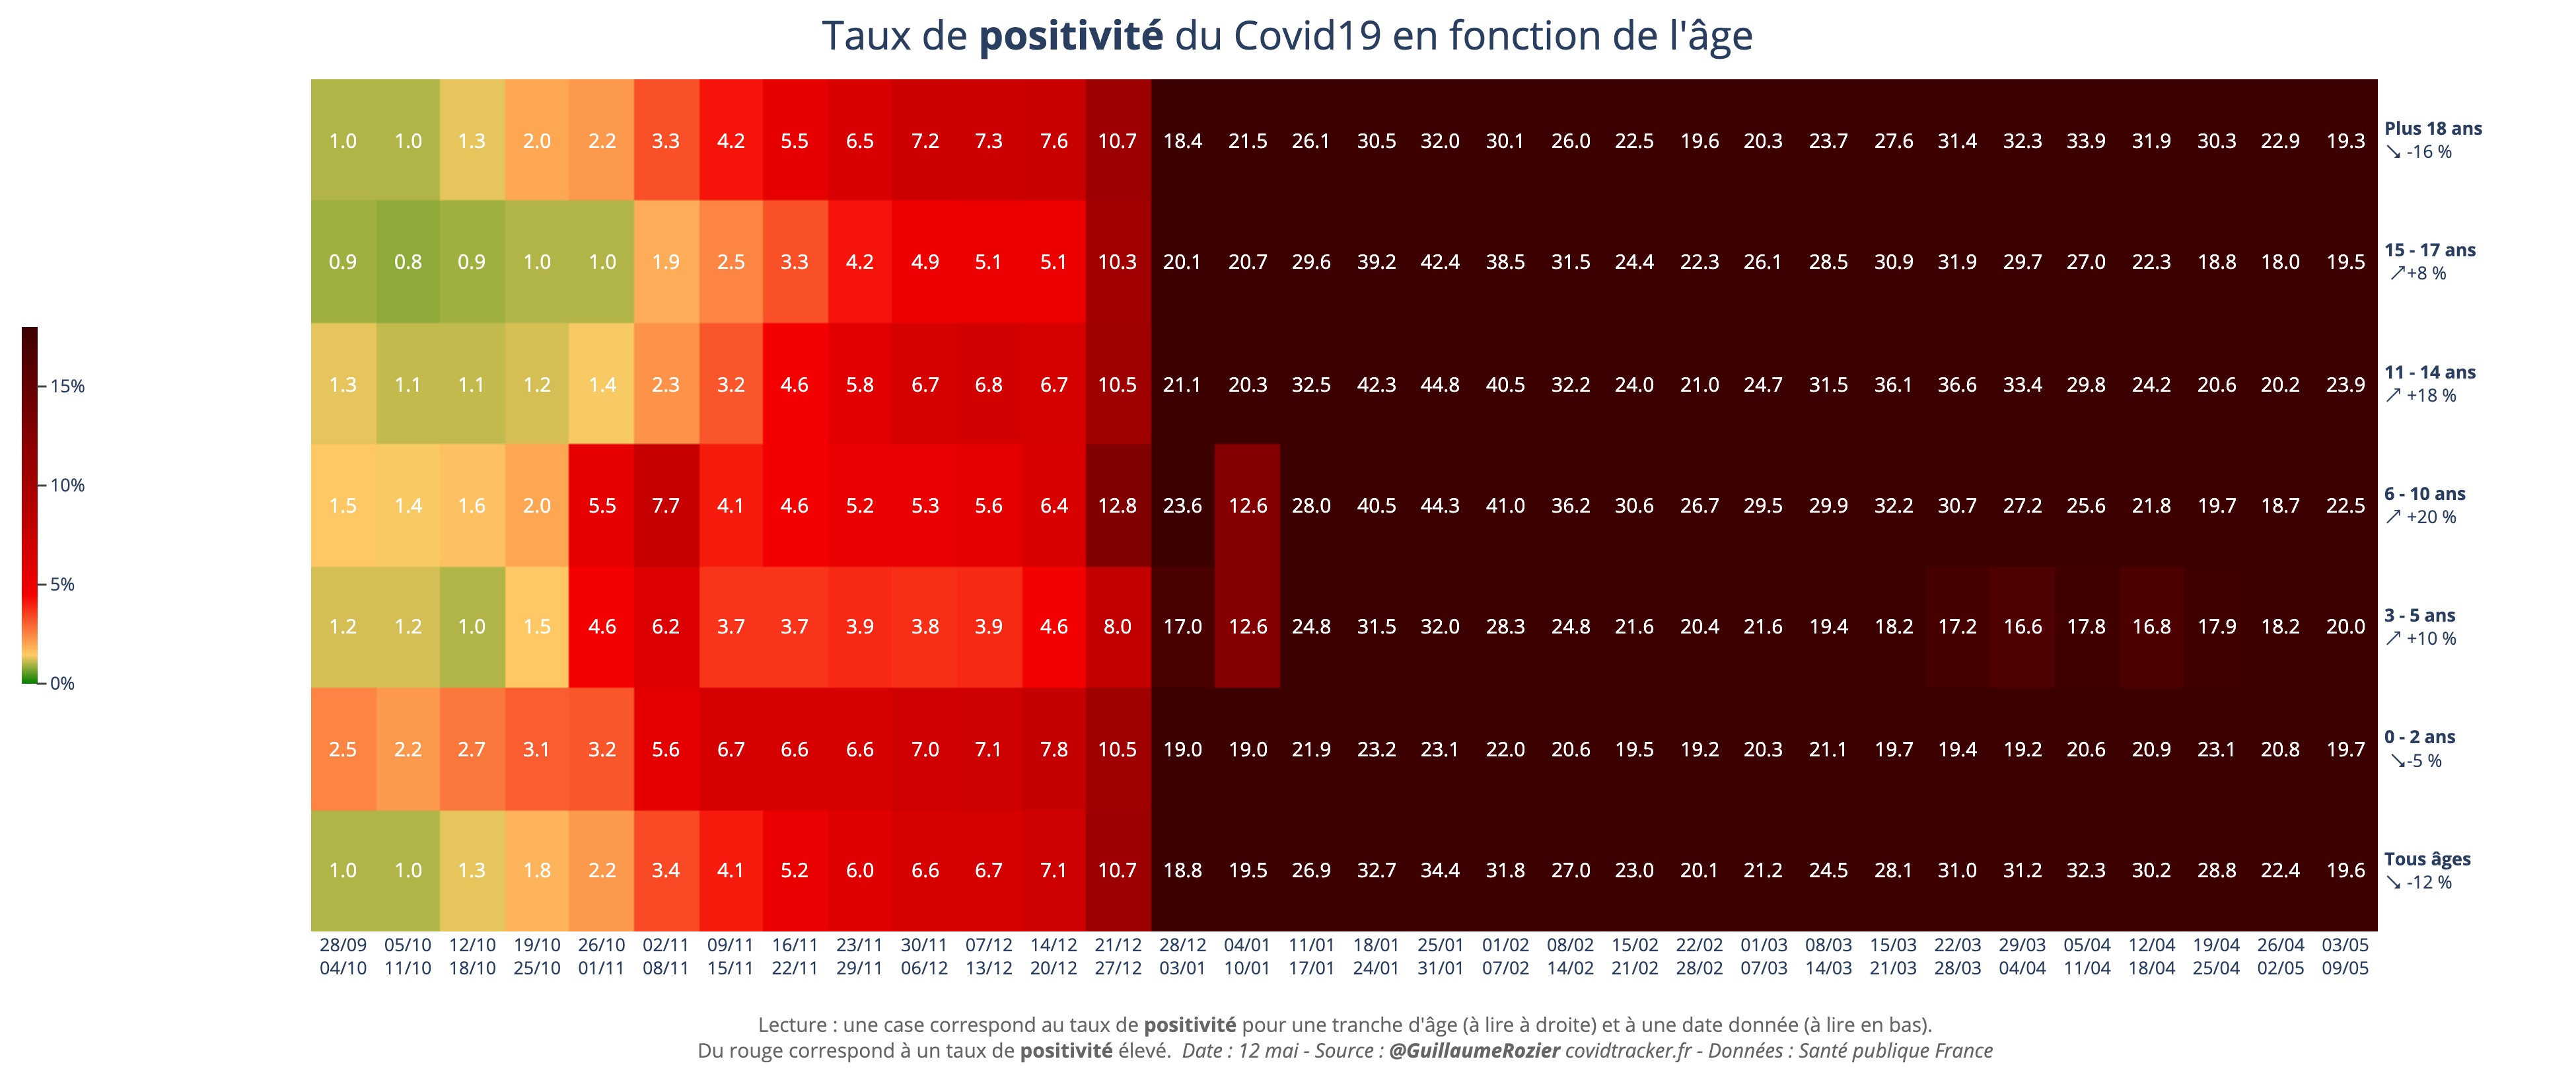 Taux de positivité du Covid19 en fonction de l'âge
1.0 1.0 1.3 2.0 2.2 3.3 4.2 5.5 6.5 7.2 7.3 7.6 10.7 18.4 21.5 26.1 30.5 32.0 30.1 26.0 22.5 19.6 20.3 23.7 27.6 31.4 32.3 33.9 31.9 30.3 22.9 19.3
Plus 18 ans
↘ -16 %
0.9 0.8 0.9 1.0 1.0 1.9 2.5 3.3 4.2 4.9 5.1 5.1 10.3 20.1 20.7 29.6 39.2 42.4 38.5 31.5 24.4 22.3 26.1 28.5 30.9 31.9 29.7 27.0 22.3 18.8 18.0 19.5
15 - 17 ans
↗+8 %
1.3 1.1 1.1 1.2 1.4 2.3 3.2 4.6 5.8 6.7 6.8 6.7 10.5 21.1 20.3 32.5 42.3 44.8 40.5 32.2 24.0 21.0 24.7 31.5 36.1 36.6 33.4 29.8 24.2 20.6 20.2 23.9
11 - 14 ans
↗ +18 %
1.5 1.4 1.6 2.0 5.5 7.7 4.1 4.6 5.2 5.3 5.6 6.4 12.8 23.6 12.6 28.0 40.5 44.3 41.0 36.2 30.6 26.7 29.5 29.9 32.2 30.7 27.2 25.6 21.8 19.7 18.7 22.5
6 - 10 ans
↗ +20 %
1.2 1.2 1.0 1.5 4.6 6.2 3.7 3.7 3.9 3.8 3.9 4.6 8.0 17.0 12.6 24.8 31.5 32.0 28.3 24.8 21.6 20.4 21.6 19.4 18.2 17.2 16.6 17.8 16.8 17.9 18.2 20.0
3 - 5 ans
↗ +10 %
2.5 2.2 2.7 3.1 3.2 5.6 6.7 6.6 6.6 7.0 7.1 7.8 10.5 19.0 19.0 21.9 23.2 23.1 22.0 20.6 19.5 19.2 20.3 21.1 19.7 19.4 19.2 20.6 20.9 23.1 20.8 19.7
0 - 2 ans
↘-5 %
1.0 1.0 1.3 1.8 2.2 3.4 4.1 5.2 6.0 6.6 6.7 7.1 10.7 18.8 19.5 26.9 32.7 34.4 31.8 27.0 23.0 20.1 21.2 24.5 28.1 31.0 31.2 32.3 30.2 28.8 22.4 19.6
Tous âges
↘ -12 %
15%
10%
5%
0%
28/09 05/10 12/10 19/10 26/10 02/11 09/11 16/11 23/11 30/11 07/12 14/12 21/12 28/12 04/01 11/01 18/01 25/01 01/02 08/02 15/02 22/02 01/03 08/03 15/03 22/03 29/03 05/04 12/04 19/04 26/04 03/05
04/10 11/10 18/10 25/10 01/11 08/11 15/11 22/11 29/11 06/12 13/12 20/12 27/12 03/01 10/01 17/01 24/01 31/01 07/02 14/02 21/02 28/02 07/03 14/03 21/03 28/03 04/04 11/04 18/04 25/04 02/05 09/05
Lecture : une case correspond au taux de positivité pour une tranche d'âge (à lire à droite) et à une date donnée (à lire en bas).
Du rouge correspond à un taux de positivité élevé. Date : 12 mai - Source : @GuillaumeRozier covidtracker.fr - Données : Santé publique France